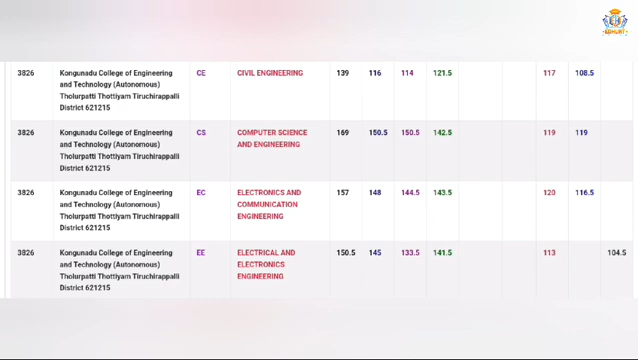 EDHUNT
3826 Kongunadu College of Engineering CE CIVIL ENGINEERING 139 116 114 121.5 117 108.5
and Technology (Autonomous)
Tholurpatti Thottiyam Tiruchirappalli
District 621215
3826 Kongunadu College of Engineering CS COMPUTER SCIENCE 169 150.5 150.5 142.5 119 119
and Technology (Autonomous) AND ENGINEERING
Tholurpatti Thottiyam Tiruchirappalli
District 621215
3826 Kongunadu College of Engineering EC ELECTRONICS AND 157 148 144.5 143.5 120 116.5
and Technology (Autonomous) COMMUNICATION
Tholurpatti Thottiyam Tiruchirappalli ENGINEERING
District 621215
3826 Kongunadu College of Engineering EE ELECTRICAL AND 150.5 145 133.5 141.5 113 104.5
and Technology (Autonomous) ELECTRONICS
Tholurpatti Thottiyam Tiruchirappalli ENGINEERING
District 621215